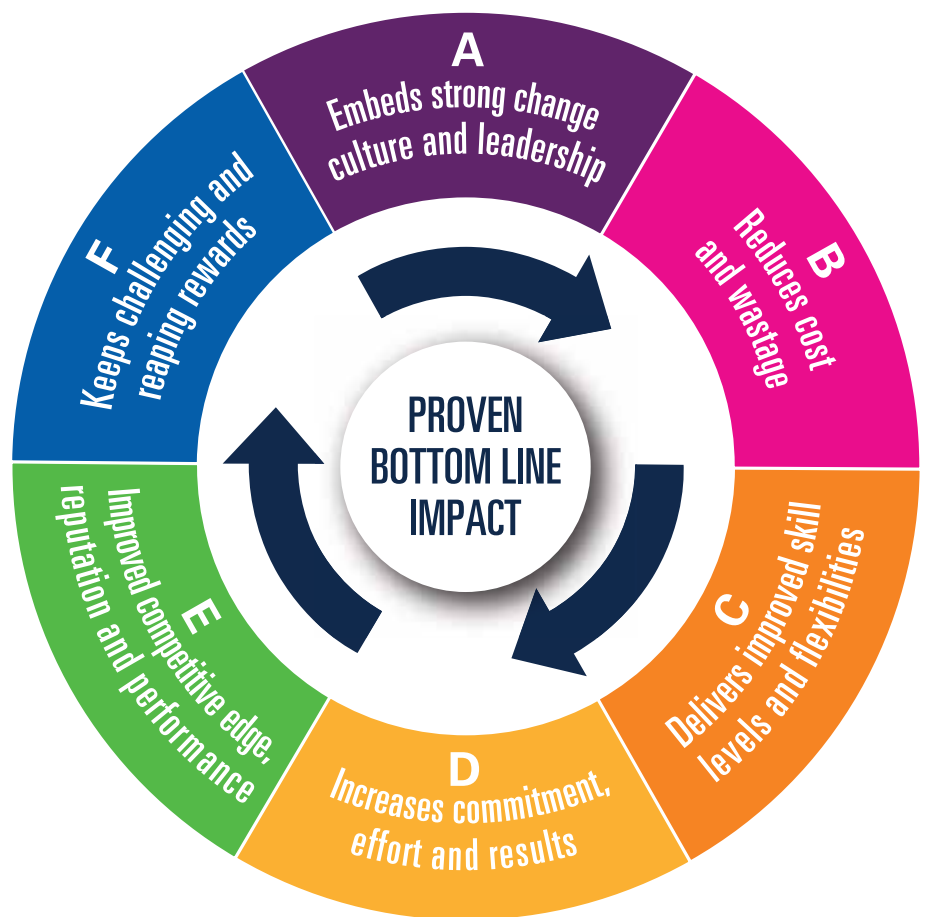 A
Embeds strong change
culture and leadership
B
Reduces cost
and wastage
C
Delivers improved skill
levels and flexibilities
D
Increases commitment,
effort and results
E
Improved competitive edge,
reputation and performance
F
Keeps challenging and
reaping rewards
PROVEN
BOTTOM LINE
IMPACT